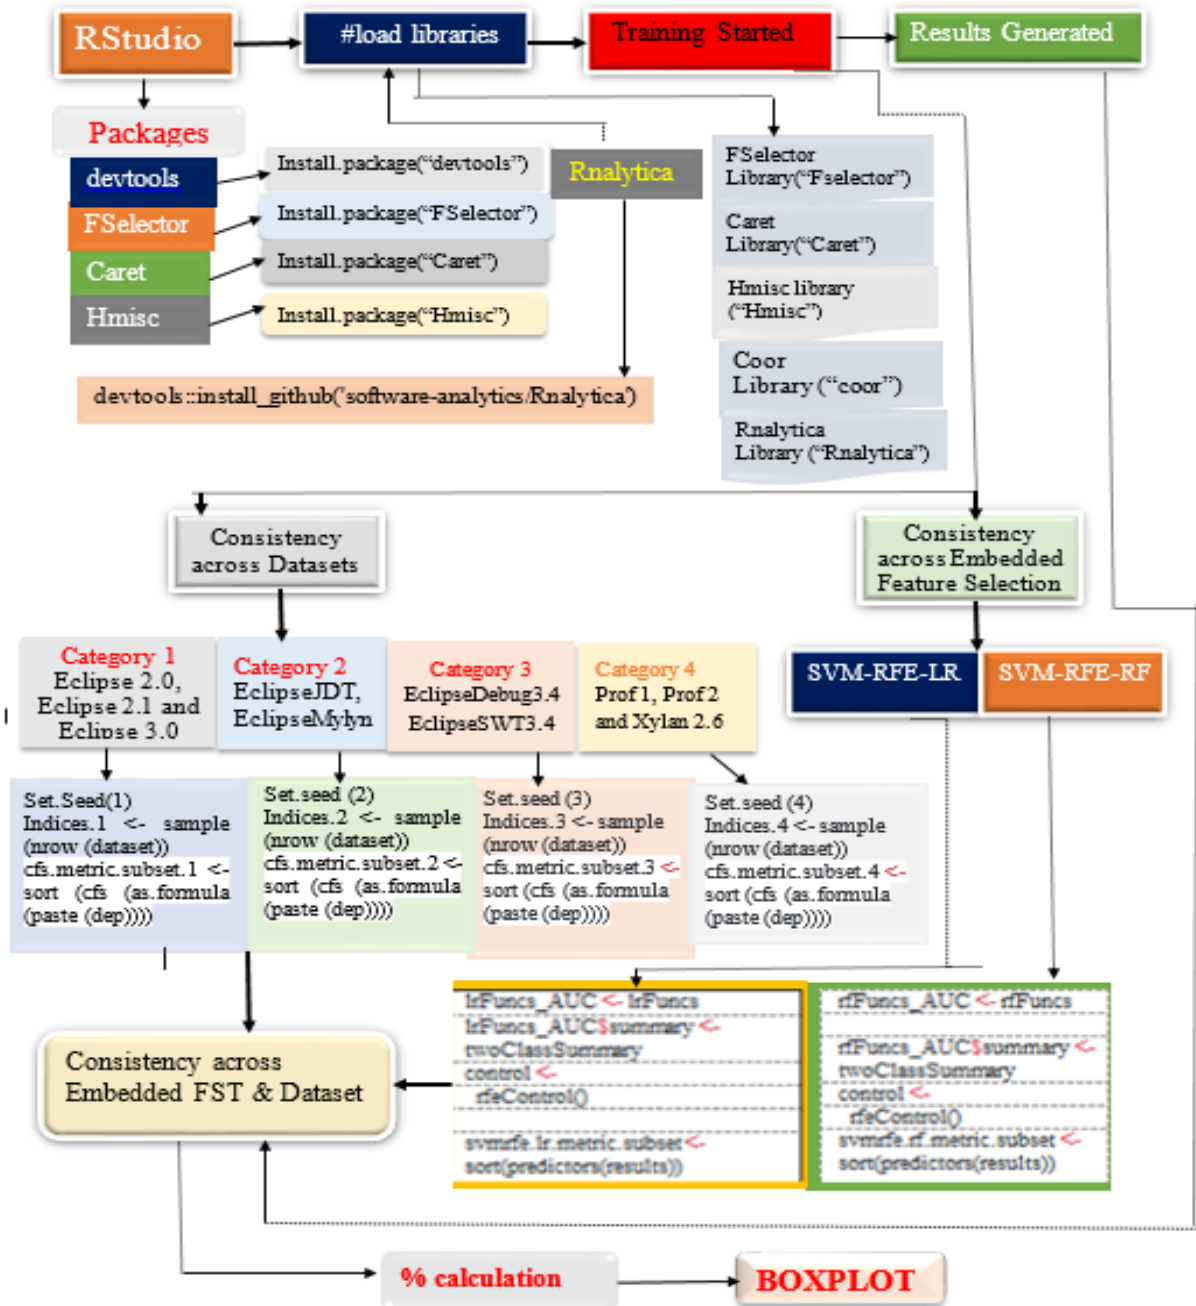 RStudio
#load libraries
Training Started
Results Generated
Packages
devtools
FSelector
Caret
Hmisc
Install.package(“devtools”)
Install.package(“FSelector”)
Install.package(“Caret”)
Install.package(“Hmisc”)
Rnalytica
devtools::install_github('software-analytics/Rnalytica')
FSelector
Library(“Fselector”)
Caret
Library(“Caret”)
Hmisc library
(“Hmisc”)
Coor
Library (“coor”)
Rnalytica
Library (“Rnalytica”)
Consistency
across Datasets
Consistency
across Embedded
Feature Selection
Category 1
Eclipse 2.0,
Eclipse 2.1 and
Eclipse 3.0
Category 2
EclipseJDT,
EclipseMylyn
Category 3
EclipseDebug3.4
EclipseSWT3.4
Category 4
Prof 1, Prof 2
and Xylan 2.6
SVM-RFE-LR
SVM-RFE-RF
Set.Seed(1)
Indices.1 <- sample
(nrow (dataset))
cfs.metric.subset.1 <-
sort (cfs (as.formula
(paste (dep))))
Set.seed (2)
Indices.2 <- sample
(nrow (dataset))
cfs.metric.subset.2 <-
sort (cfs (as.formula
(paste (dep))))
Set.seed (3)
Indices.3 <- sample
(nrow (dataset))
cfs.metric.subset.3 <-
sort (cfs (as.formula
(paste (dep))))
Set.seed (4)
Indices.4 <- sample
(nrow (dataset))
cfs.metric.subset.4 <-
sort (cfs (as.formula
(paste (dep))))
Consistency across
Embedded FST & Dataset
lrFuncs_AUC <- lrFuncs
lrFuncs_AUC$summary <-
twoClassSummary
control <-
rfeControl()
svmrfe.lr.metric.subset <-
sort(predictors(results))
rfFuncs_AUC <- rfFuncs
rfFuncs_AUC$summary <-
twoClassSummary
control <-
rfeControl()
svmrfe.rf.metric.subset <-
sort(predictors(results))
% calculation
BOXPLOT